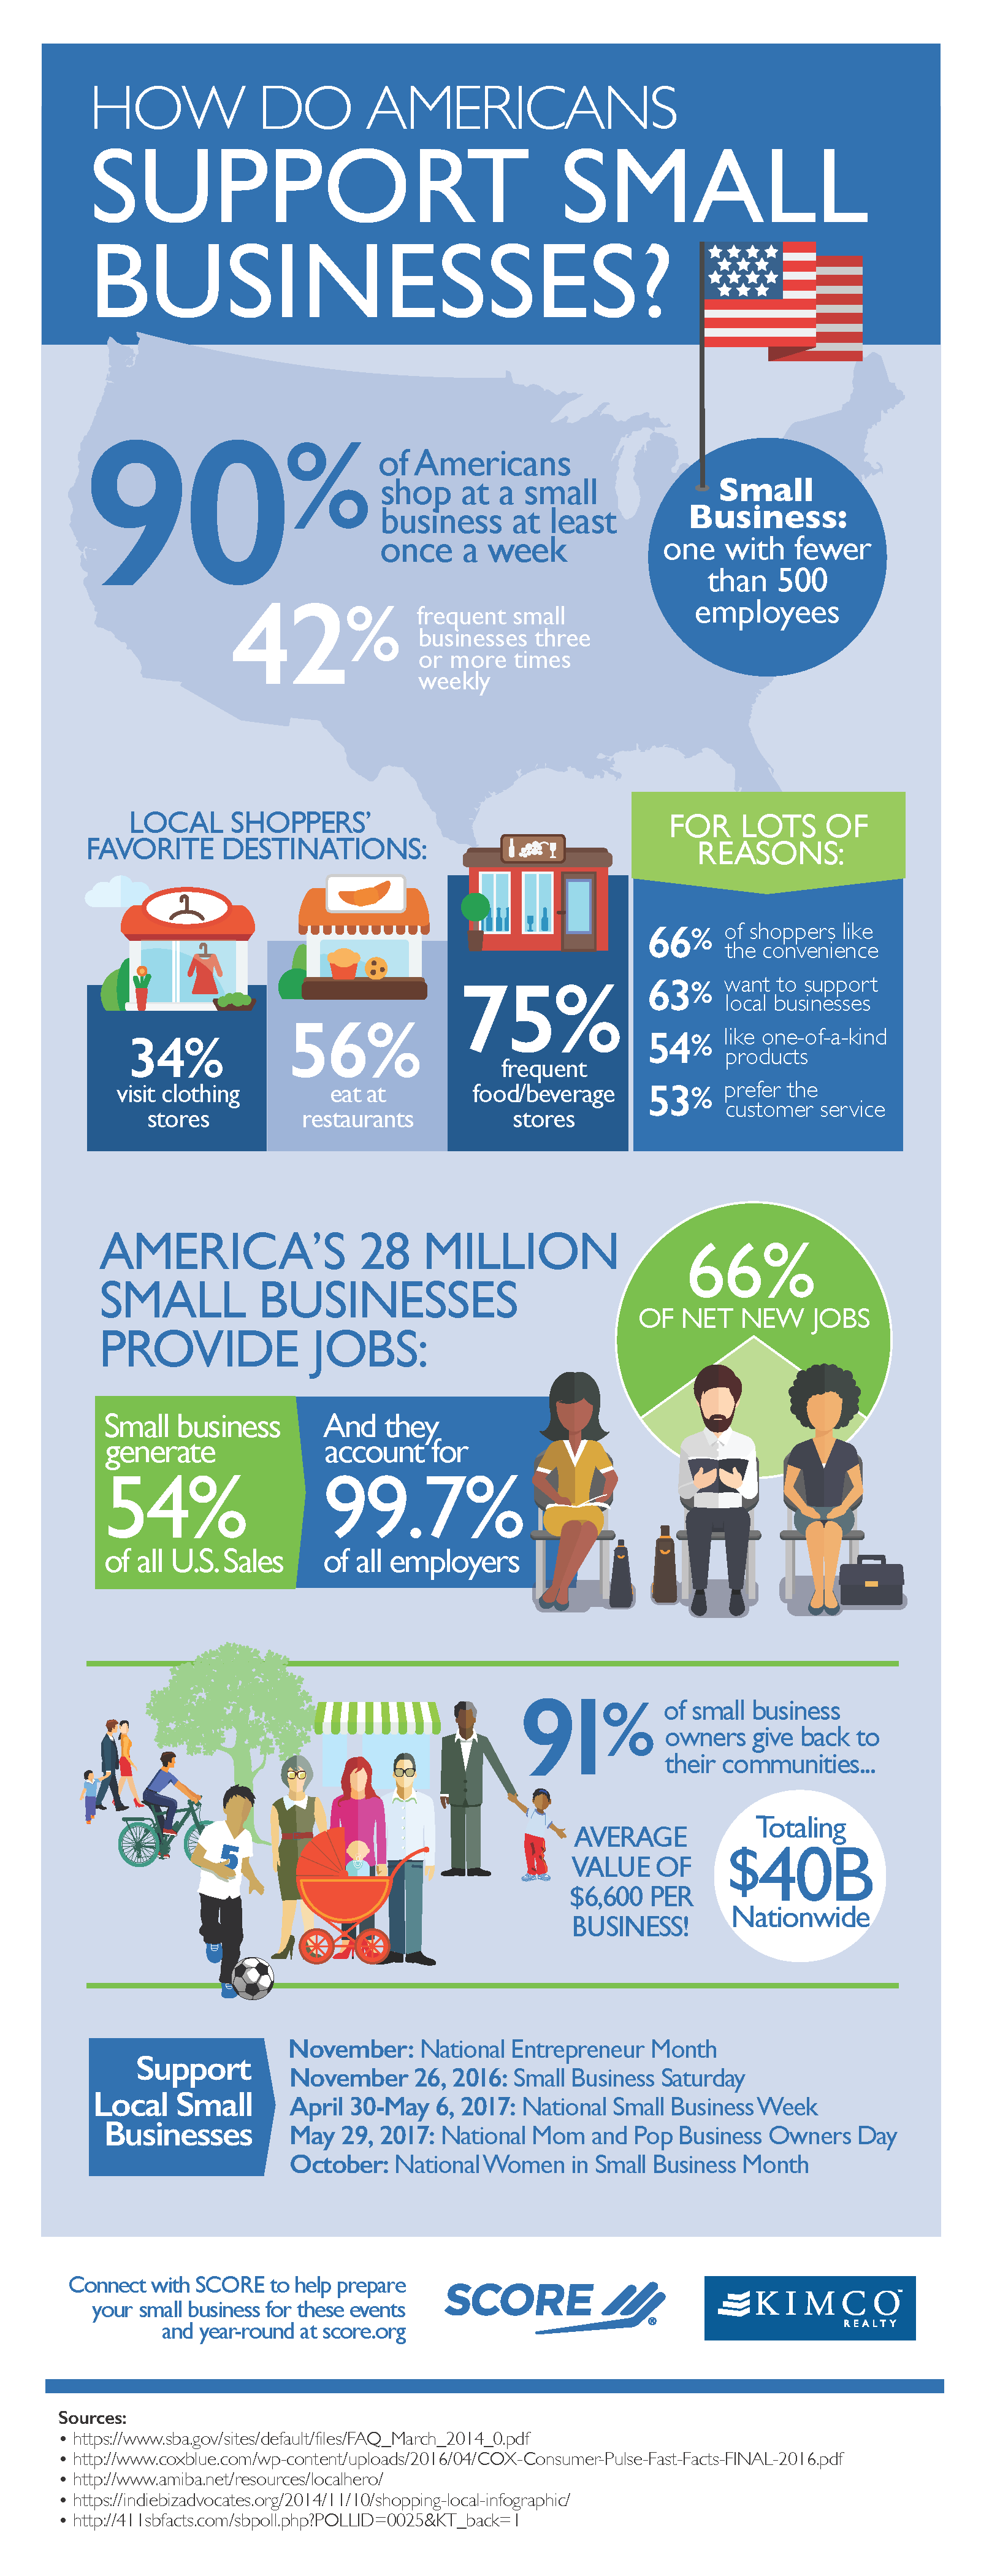 HOW DO AMERICANS
SUPPORT SMALL
BUSINESSES?
90%
of Americans
shop at a small
business at least
once a week
42%
frequent small
businesses three
or more times
weekly
Small
Business:
one with fewer
than 500
employees
LOCAL SHOPPERS'
FAVORITE DESTINATIONS:
34%
visit clothing
stores
56%
eat at
restaurants
75%
frequent
food/beverage
stores
FOR LOTS OF
REASONS:
66% of shoppers like
the convenience
63% want to support
local businesses
54% like one-of-a-kind
products
53% prefer the
customer service
AMERICA'S 28 MILLION
SMALL BUSINESSES
PROVIDE JOBS:
66%
OF NET NEW JOBS
Small business
generate
54%
of all U.S. Sales
And they
account for
99.7%
of all employers
91%
of small business
owners give back to
their communities...
5
AVERAGE
VALUE OF
$6,600 PER
BUSINESS!
Totaling
$40B
Nationwide
Support
Local Small
Businesses
November: National Entrepreneur Month
November 26, 2016: Small Business Saturday
April 30-May 6, 2017: National Small Business Week
May 29, 2017: National Mom and Pop Business Owners Day
October: National Women in Small Business Month
Connect with SCORE to help prepare
your small business for these events
and year-round at score.org
SCORE ®
KIMCO™
REALTY
Sources:
• https://www.sba.gov/sites/default/files/FAQ_March_2014_0.pdf
• http://www.coxblue.com/wp-content/uploads/2016/04/COX-Consumer-Pulse-Fast-Facts-FINAL-2016.pdf
• http://www.amiba.net/resources/localhero/
• https://indiebizadvocates.org/2014/11/10/shopping-local-infographic/
• http://411sbfacts.com/sbpoll.php?POLLID=0025&KT_back=1